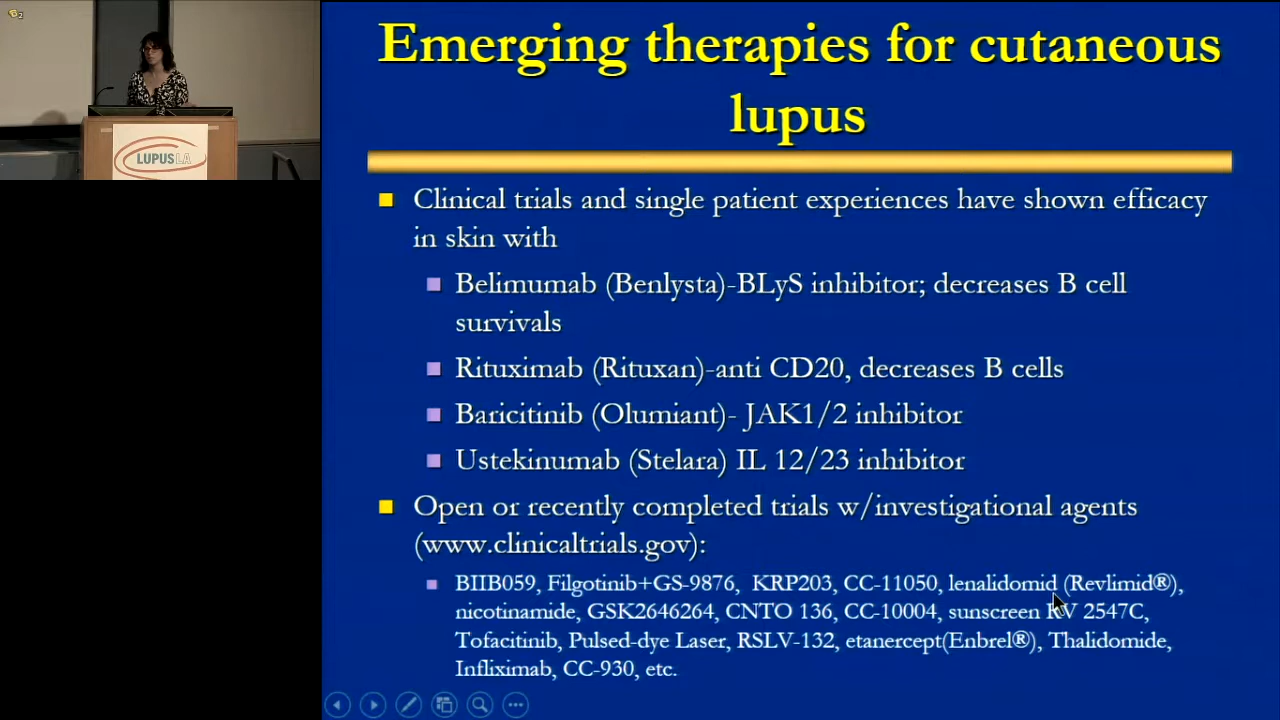 Emerging therapies for cutaneous
lupus
Clinical trials and single patient experiences have shown efficacy
in skin with
Belimumab (Benlysta)-BLyS inhibitor; decreases B cell
survivals
Rituximab (Rituxan)-anti CD20, decreases B cells
Baricitinib (Olumiant)- JAK1/2 inhibitor
Ustekinumab (Stelara) IL 12/23 inhibitor
Open or recently completed trials w/investigational agents
(www.clinicaltrials.gov):
BIIB059, Filgotinib+GS-9876, KRP203, CC-11050, lenalidomid (Revlimid®),
nicotinamide, GSK2646264, CNTO 136, CC-10004, sunscreen RV 2547C,
Tofacitinib, Pulsed-dye Laser, RSLV-132, etanercept(Enbrel®), Thalidomide,
Infliximab, CC-930, etc.
LUPUS LA